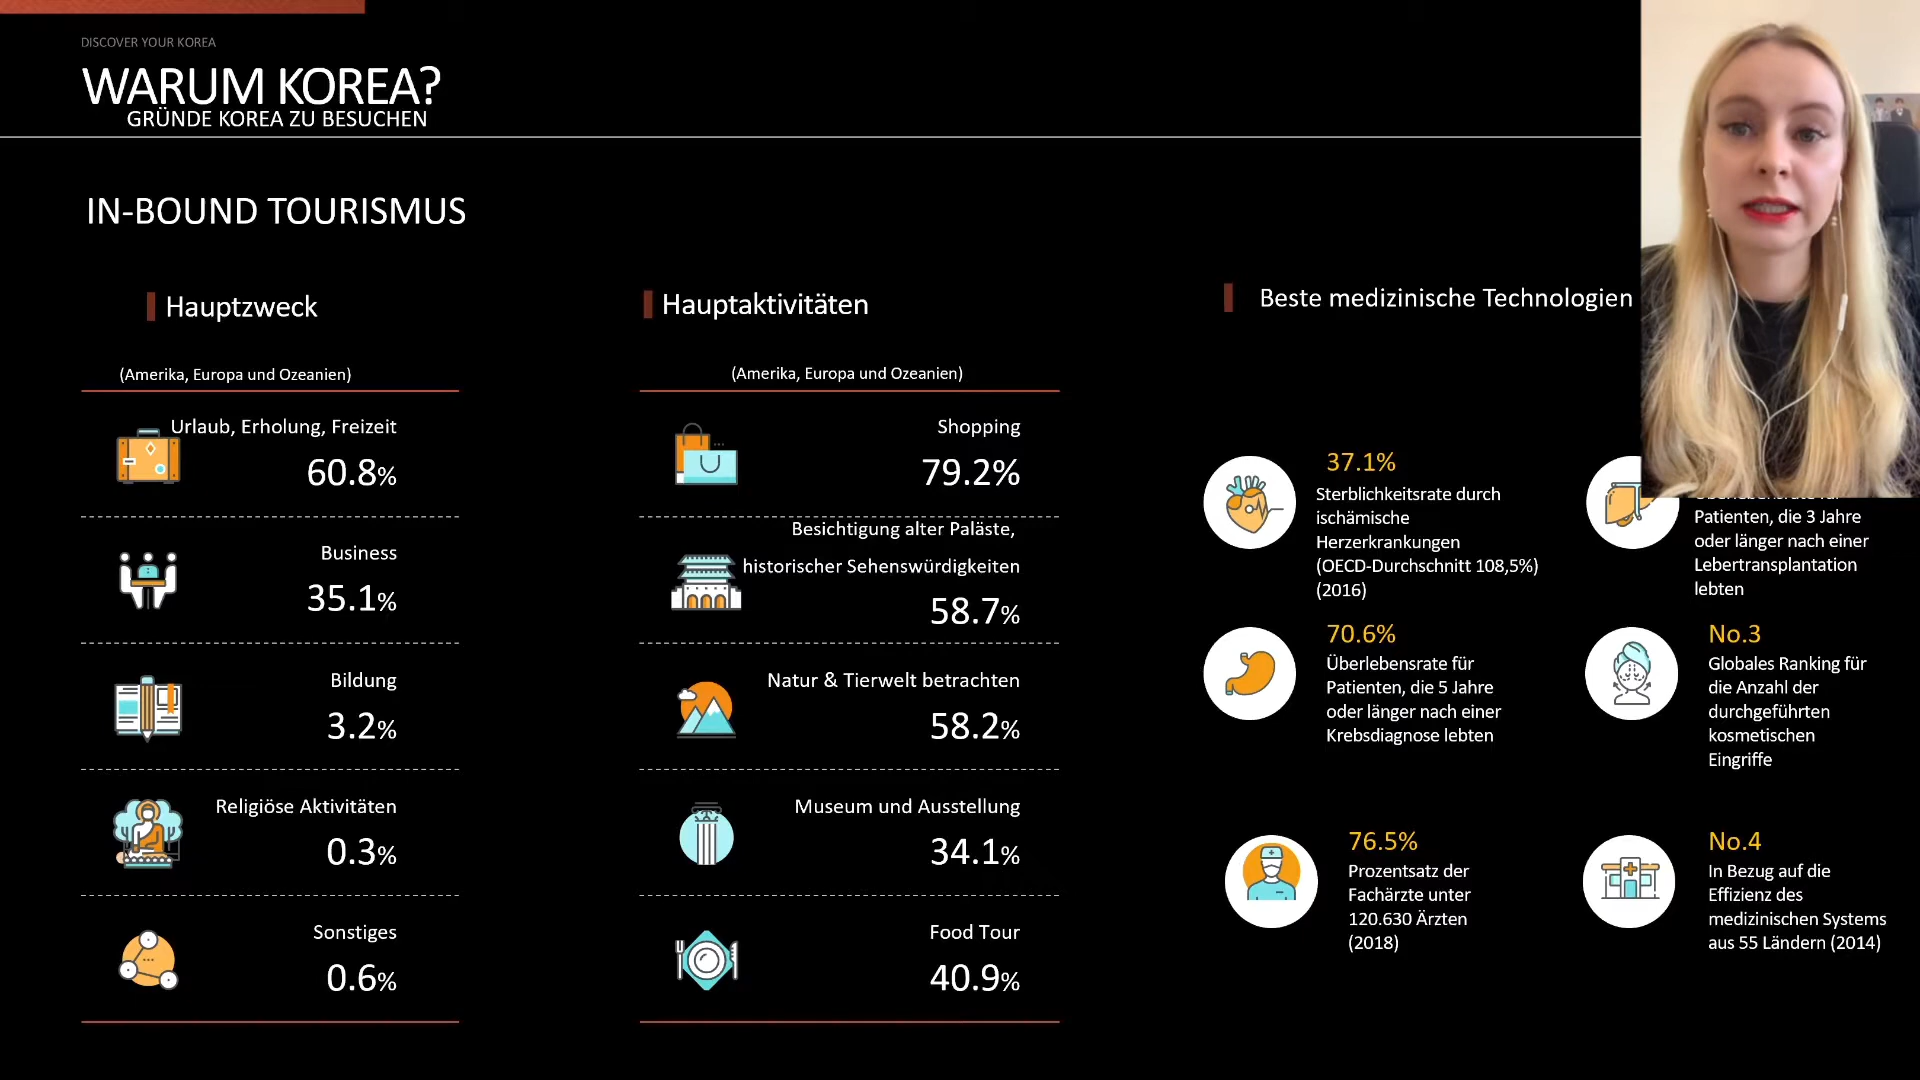 DISCOVER YOUR KOREA
WARUM KOREA?
GRÜNDE KOREA ZU BESUCHEN
IN-BOUND TOURISMUS
Hauptzweck
(Amerika, Europa und Ozeanien)
Urlaub, Erholung, Freizeit
60.8%
Business
35.1%
Bildung
3.2%
Religiöse Aktivitäten
0.3%
Sonstiges
0.6%
Hauptaktivitäten
(Amerika, Europa und Ozeanien)
Shopping
79.2%
Besichtigung alter Paläste,
historischer Sehenswürdigkeiten
58.7%
Natur & Tierwelt betrachten
58.2%
Museum und Ausstellung
34.1%
Food Tour
40.9%
Beste medizinische Technologien
37.1%
Sterblichkeitsrate durch
ischämische
Herzerkrankungen
(OECD-Durchschnitt 108,5%)
(2016)
Patienten, die 3 Jahre
oder länger nach einer
Lebertransplantation
lebten
70.6%
Überlebensrate für
Patienten, die 5 Jahre
oder länger nach einer
Krebsdiagnose lebten
No.3
Globales Ranking für
die Anzahl der
durchgeführten
kosmetischen
Eingriffe
76.5%
Prozentsatz der
Fachärzte unter
120.630 Ärzten
(2018)
No.4
In Bezug auf die
Effizienz des
medizinischen Systems
aus 55 Ländern (2014)